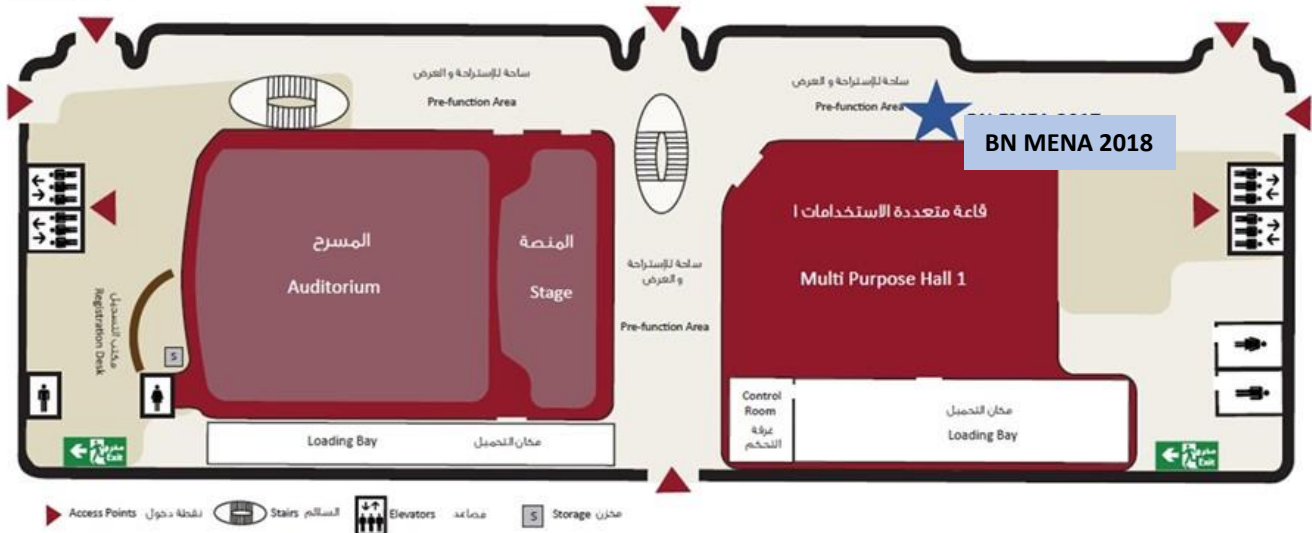 ساحة للإستراحة و العرض
Pre-function Area
ساحة للإستراحة و العرض
Pre-function Area
BN MENA 2018
المسرح
Auditorium
المنصة
Stage
ساحة للإستراحة
و العرض
Pre-function Area
قاعة متعددة الاستخدامات ا
Multi Purpose Hall 1
مكتب التسجيل
Registration Desk
S
Control
Room
غرفة
التحكم
مكان التحميل
Loading Bay
Loading Bay مكان التحميل
مخرج
Exit
مخرج
Exit
Access Points نقطة دخول Stairs السلالم Elevators مصاعد S Storage مخزن